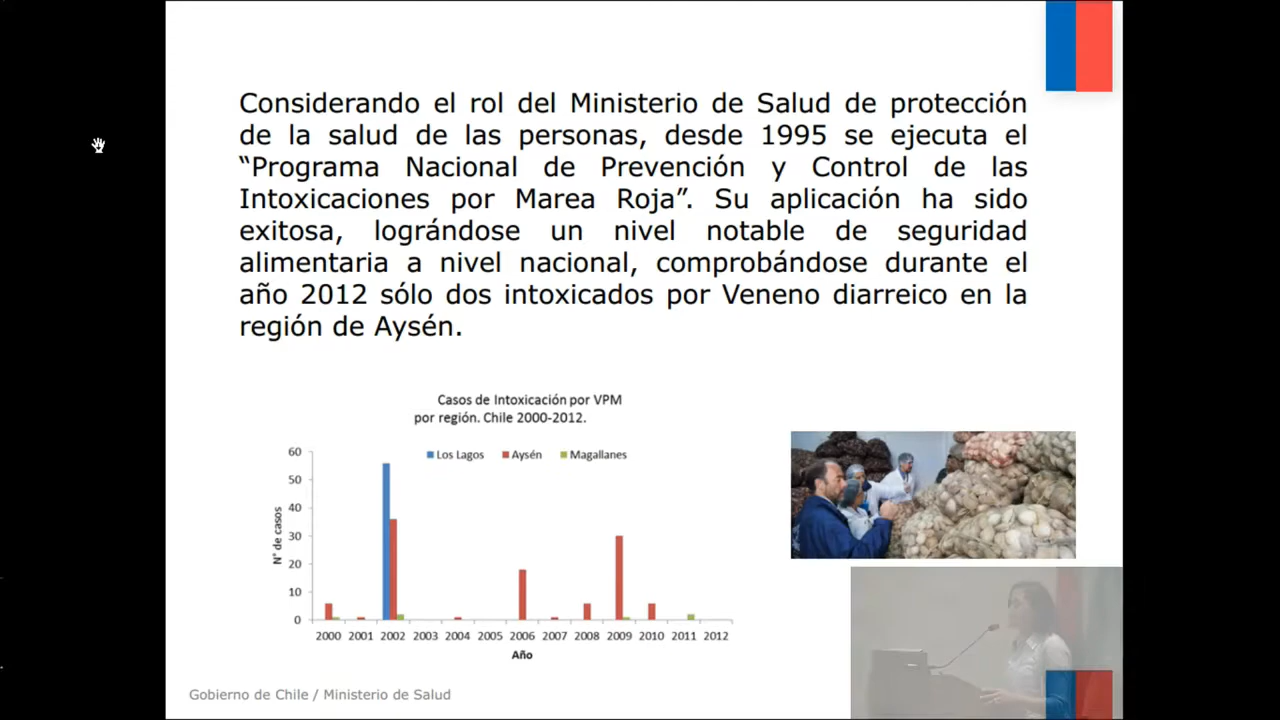 Considerando el rol del Ministerio de Salud de protección
de la salud de las personas, desde 1995 se ejecuta el
“Programa Nacional de Prevención y Control de las
Intoxicaciones por Marea Roja”. Su aplicación ha sido
exitosa, lográndose un nivel notable de seguridad
alimentaria a nivel nacional, comprobándose durante el
año 2012 sólo dos intoxicados por Veneno diarreico en la
región de Aysén.
Casos de Intoxicación por VPM
por región. Chile 2000-2012.
Los Lagos Aysén Magallanes
60
50
40
30
20
10
0
N° de casos
2000 2001 2002 2003 2004 2005 2006 2007 2008 2009 2010 2011 2012
Año
Gobierno de Chile / Ministerio de Salud